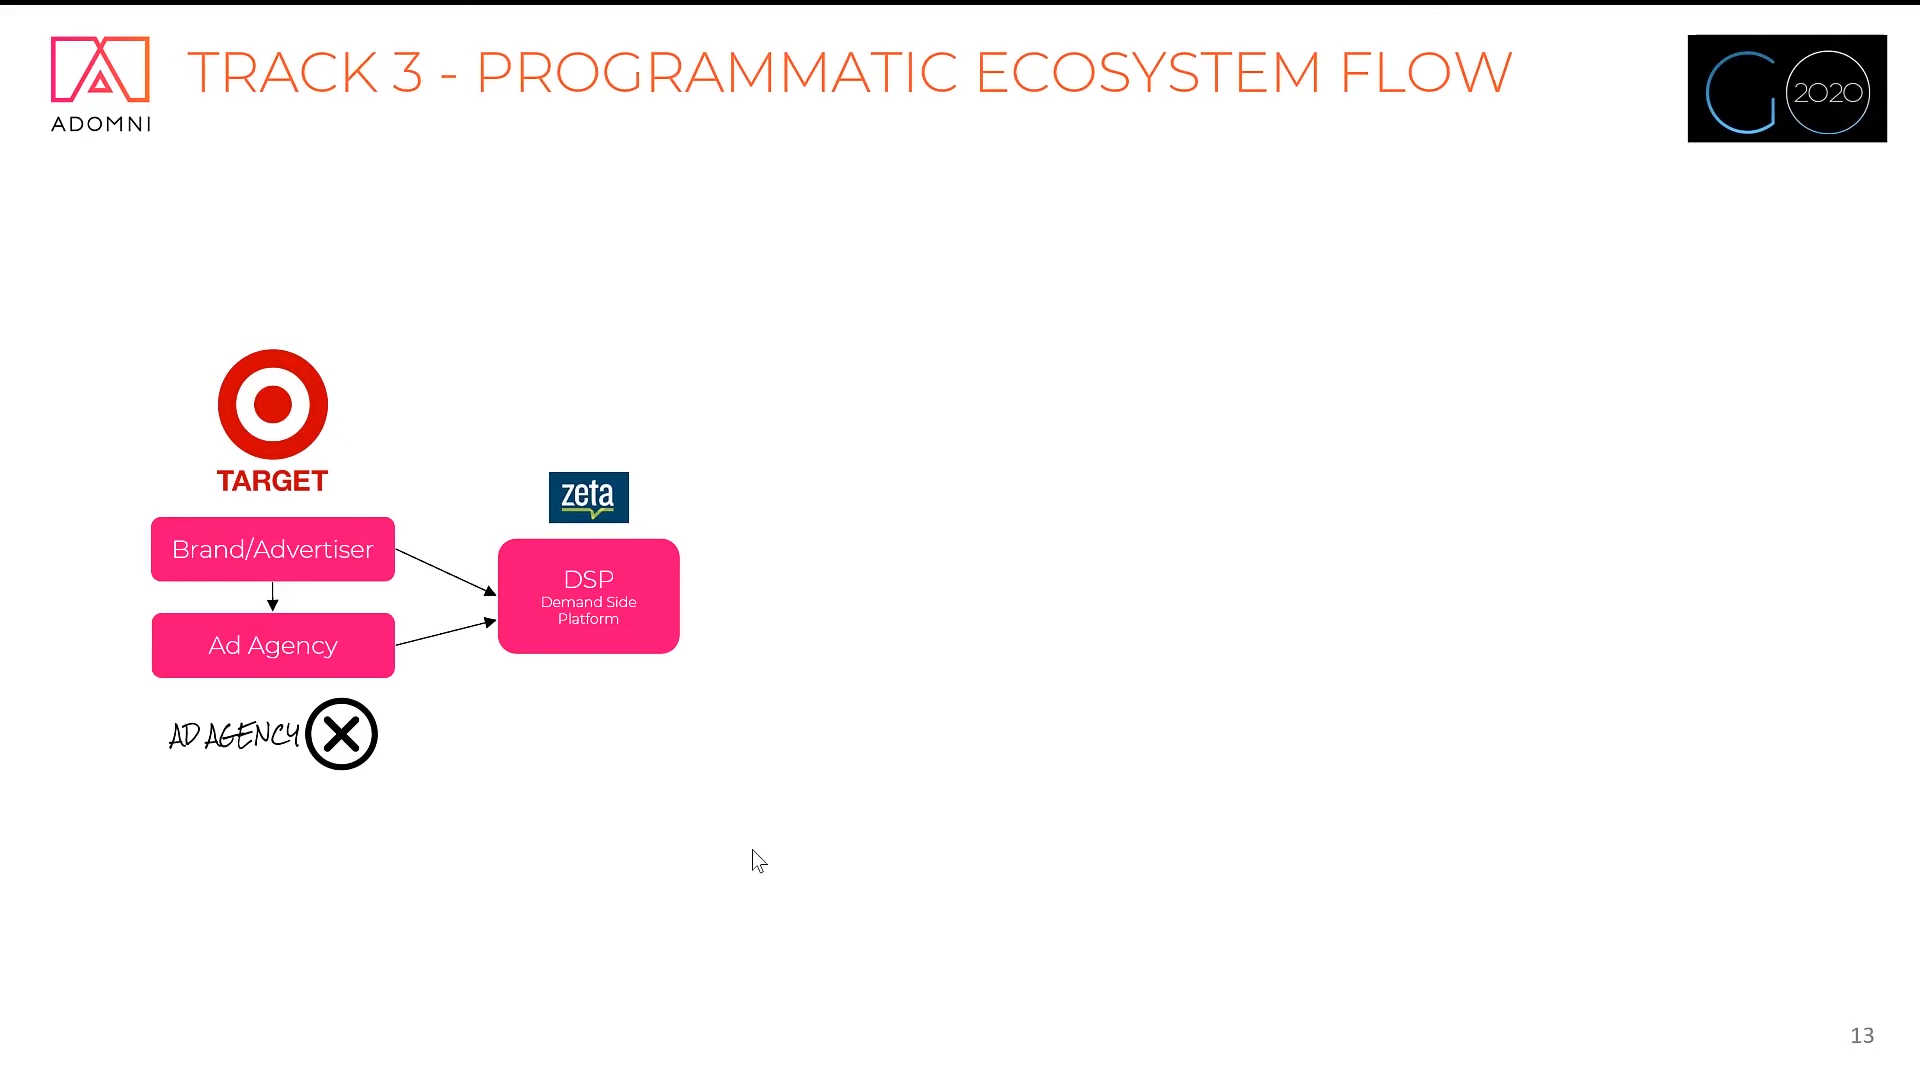 TRACK 3 - PROGRAMMATIC ECOSYSTEM FLOW
ADOMNI
G 2020
TARGET
zeta
Brand/Advertiser
DSP
Demand Side
Platform
Ad Agency
AD AGENCY X
13